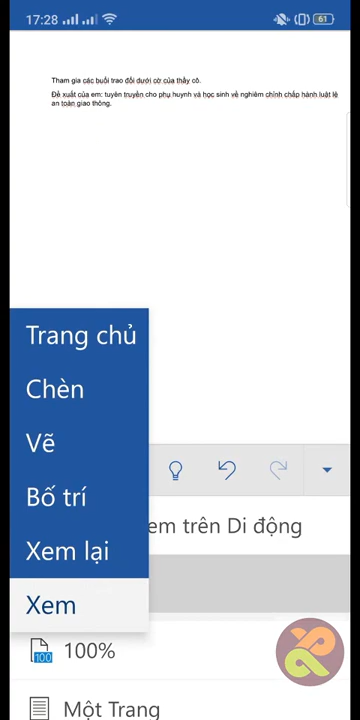 17:28
61
Tham gia các buổi trao đổi dưới cờ của thầy cô.
Đề xuất của em: tuyên truyền cho phụ huynh và học sinh về nghiêm chỉnh chấp hành luật lệ
an toàn giao thông.
Trang chủ
Chèn
Vẽ
Bố trí
em trên Di động
Xem lại
Xem
100
100%
Một Trang